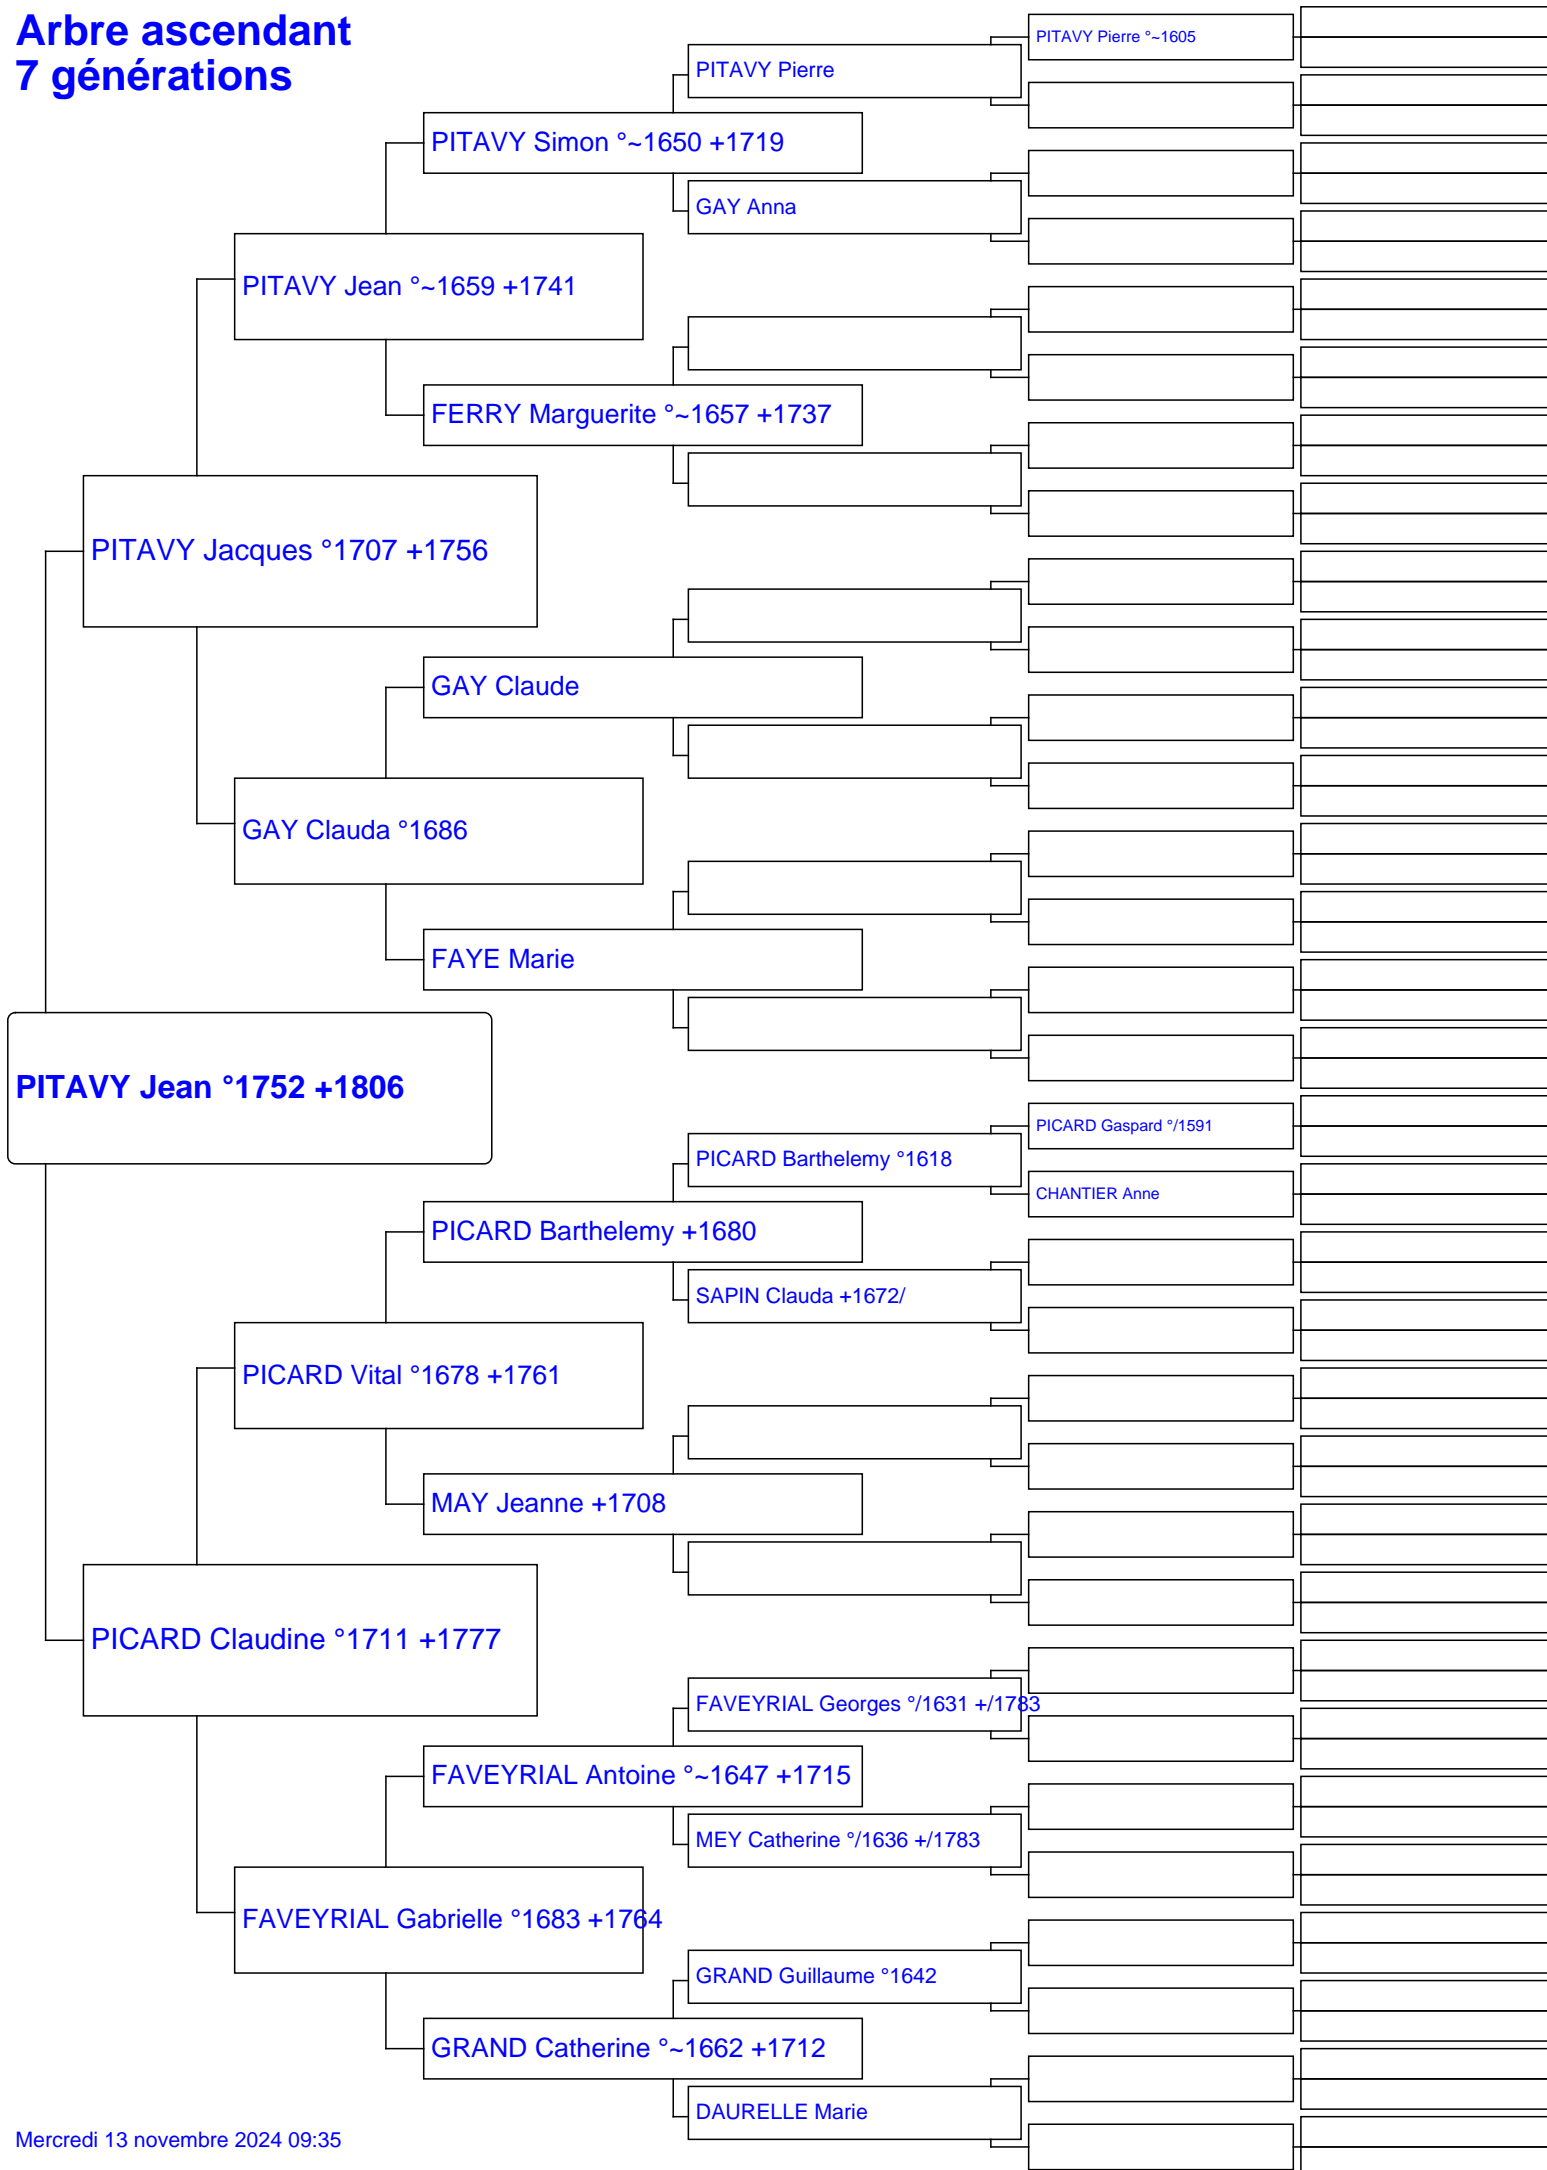 Arbre ascendant
7 générations
PITAVY Pierre °~1605
PITAVY Pierre
PITAVY Simon °~1650 +1719
GAY Anna
PITAVY Jean °~1659 +1741
FERRY Marguerite °~1657 +1737
PITAVY Jacques °1707 +1756
GAY Claude
GAY Clauda °1686
FAYE Marie
PITAVY Jean °1752 +1806
PICARD Gaspard °/1591
PICARD Barthelemy °1618
CHANTIER Anne
PICARD Barthelemy +1680
SAPIN Clauda +1672/
PICARD Vital °1678 +1761
MAY Jeanne +1708
PICARD Claudine °1711 +1777
FAVEYRIAL Georges °/1631 +/1783
FAVEYRIAL Antoine °~1647 +1715
MEY Catherine °/1636 +/1783
FAVEYRIAL Gabrielle °1683 +1764
GRAND Guillaume °1642
GRAND Catherine °~1662 +1712
DAURELLE Marie
Mercredi 13 novembre 2024 09:35